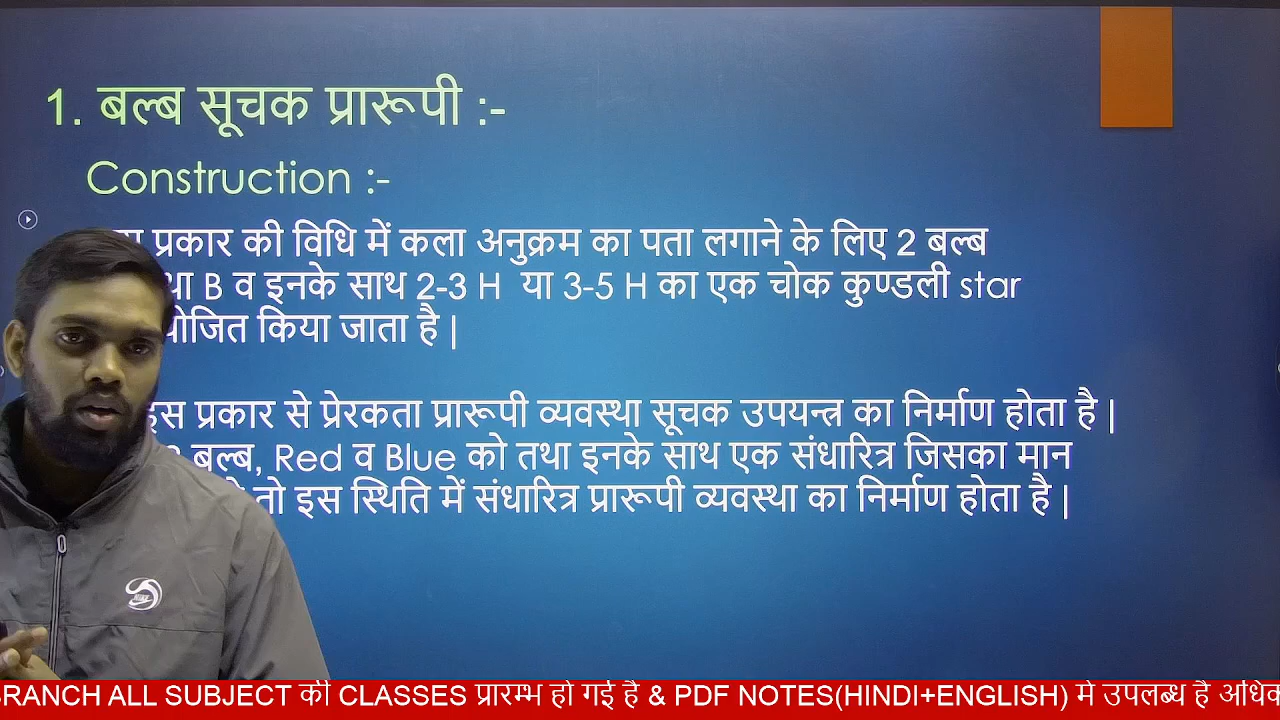 1. बल्ब सूचक प्रारूपी :-
Construction :-
प्रकार की विधि में कला अनुक्रम का पता लगाने के लिए 2 बल्ब
B व इनके साथ 2-3 H या 3-5 H का एक चोक कुण्डली star
किया जाता है |
इस प्रकार से प्रेरकता प्रारूपी व्यवस्था सूचक उपयन्त्र का निर्माण होता है |
बल्ब, Red व Blue को तथा इनके साथ एक संधारित्र जिसका मान
तो इस स्थिति में संधारित्र प्रारूपी व्यवस्था का निर्माण होता है |
BRANCH ALL SUBJECT की CLASSES प्रारम्भ हो गई है & PDF NOTES(HINDI+ENGLISH) में उपलब्ध है